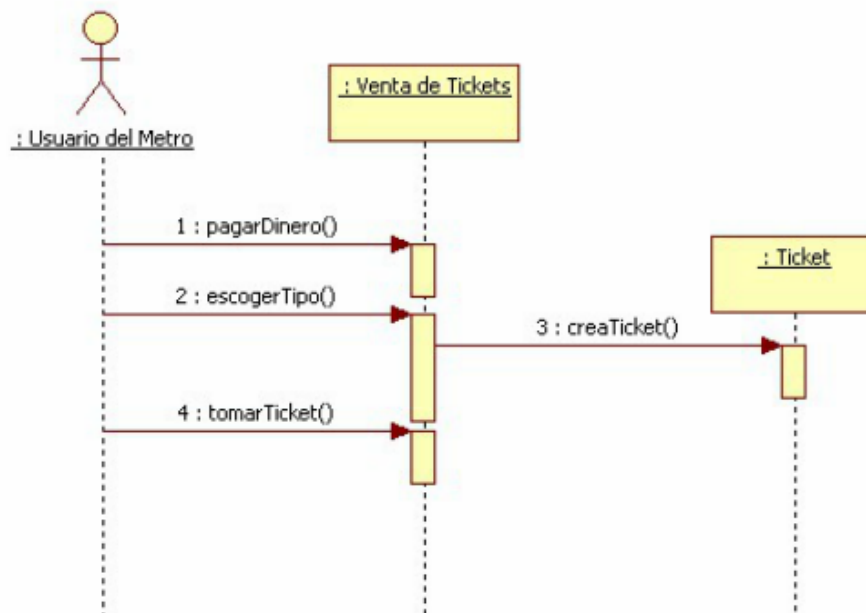 : Venta de Tickets
: Usuario del Metro
1 : pagarDinero()
: Ticket
2 : escogerTipo()
3 : creaTicket()
4 : tomarTicket()